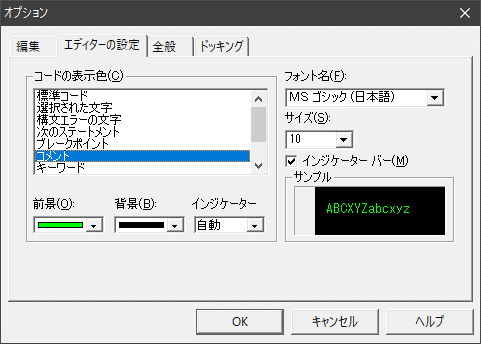 オプション
編集 エディターの設定 全般 ドッキング
コードの表示色(C)
標準コード
選択された文字
構文エラーの文字
次のステートメント
ブレークポイント
コメント
キーワード
前景(O): 背景(B): インジケーター
自動
フォント名(F):
MS ゴシック (日本語)
サイズ(S):
10
インジケーター バー(M)
サンプル
ABCXYZabcxyz
OK キャンセル ヘルプ